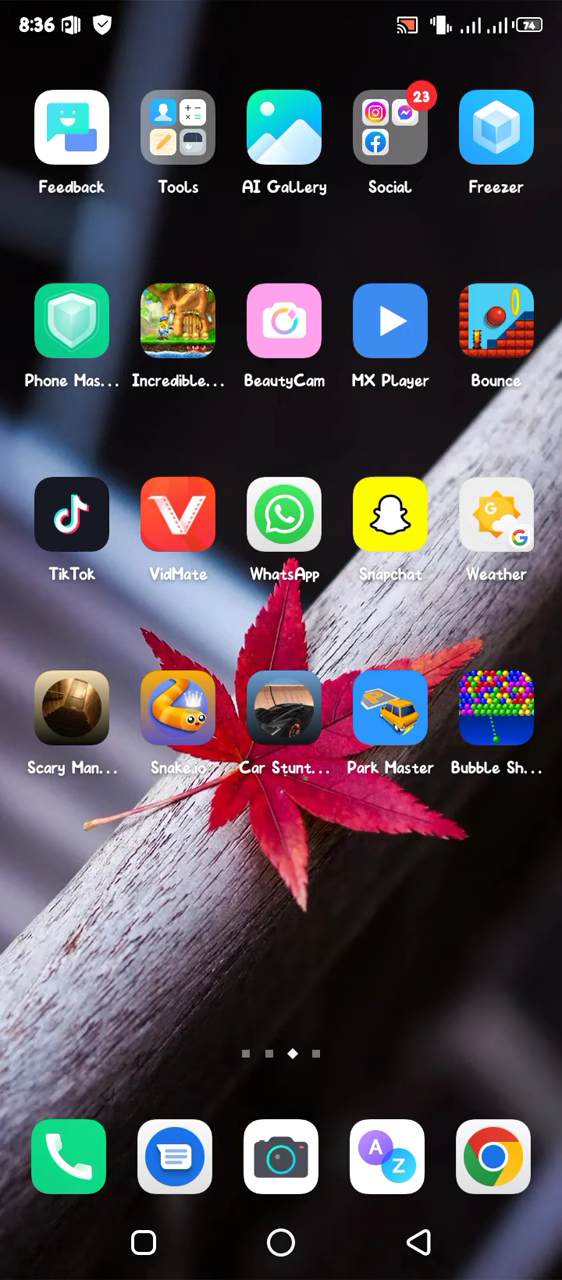 8:36
74
23
Feedback
Tools
AI Gallery
Social
Freezer
Phone Mas...
Incredible...
BeautyCam
MX Player
Bounce
TikTok
VidMate
WhatsApp
Snapchat
Weather
Scary Man...
Snake.io
Car Stunt...
Park Master
Bubble Sh...
A
Z